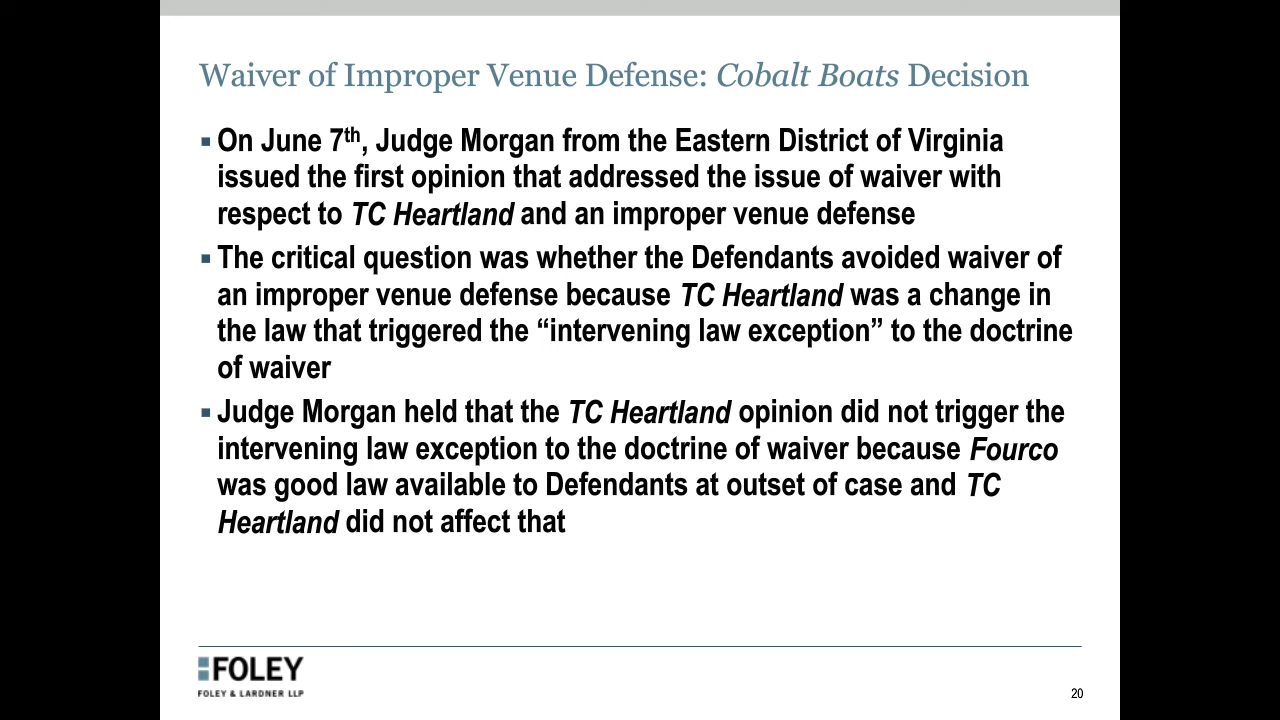 Waiver of Improper Venue Defense: Cobalt Boats Decision
▪ On June 7th, Judge Morgan from the Eastern District of Virginia
issued the first opinion that addressed the issue of waiver with
respect to TC Heartland and an improper venue defense
▪ The critical question was whether the Defendants avoided waiver of
an improper venue defense because TC Heartland was a change in
the law that triggered the “intervening law exception” to the doctrine
of waiver
▪ Judge Morgan held that the TC Heartland opinion did not trigger the
intervening law exception to the doctrine of waiver because Fourco
was good law available to Defendants at outset of case and TC
Heartland did not affect that
FOLEY
FOLEY & LARDNER LLP
20